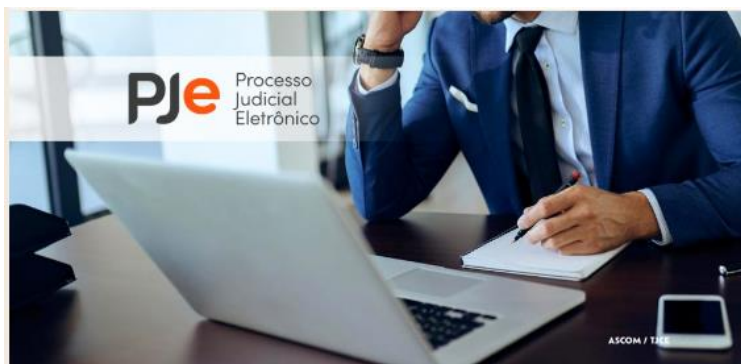 PJe
Processo
Judicial
Eletrônico
ASCOM / TJCE